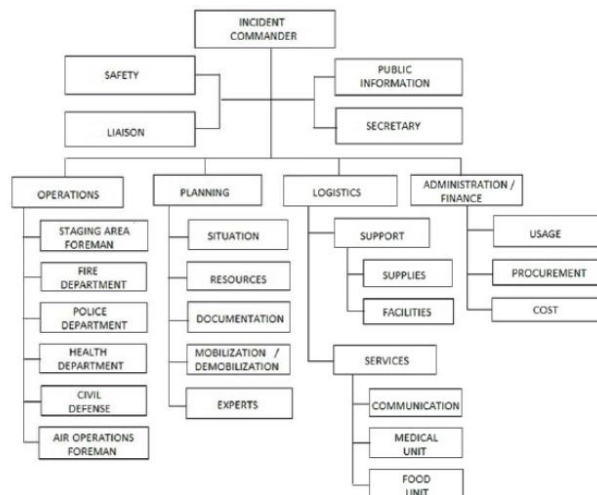 INCIDENT
COMMANDER
SAFETY
PUBLIC
INFORMATION
LIAISON
SECRETARY
OPERATIONS
PLANNING
LOGISTICS
ADMINISTRATION /
FINANCE
STAGING AREA
FOREMAN
FIRE
DEPARTMENT
POLICE
DEPARTMENT
HEALTH
DEPARTMENT
CIVIL
DEFENSE
AIR OPERATIONS
FOREMAN
SITUATION
RESOURCES
DOCUMENTATION
MOBILIZATION /
DEMOBILIZATION
EXPERTS
SUPPORT
SUPPLIES
FACILITIES
SERVICES
COMMUNICATION
MEDICAL
UNIT
FOOD
UNIT
USAGE
PROCUREMENT
COST